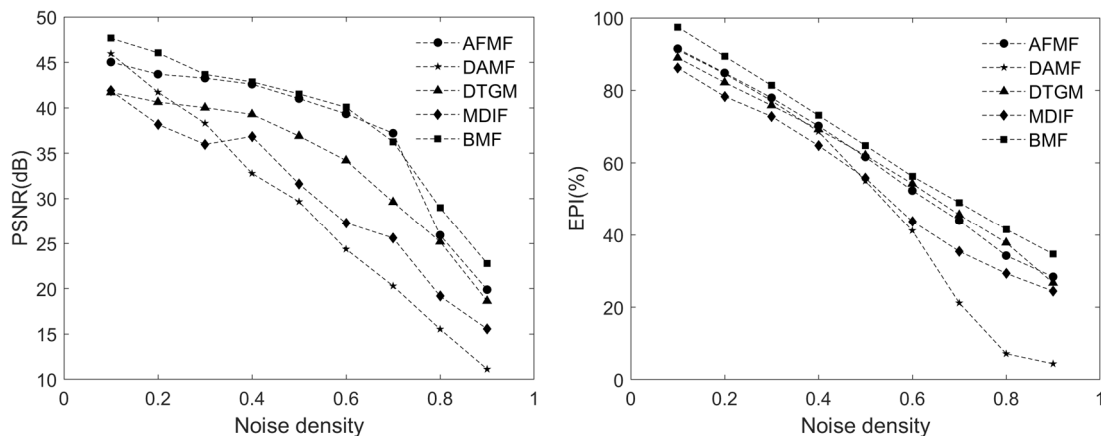 50
45
40
35
30
25
20
15
10
PSNR(dB)
0
0.2
0.4
0.6
0.8
1
Noise density
AFMF
DAMF
DTGM
MDIF
BMF
100
80
60
40
20
0
EPI(%)
0
0.2
0.4
0.6
0.8
1
Noise density
AFMF
DAMF
DTGM
MDIF
BMF